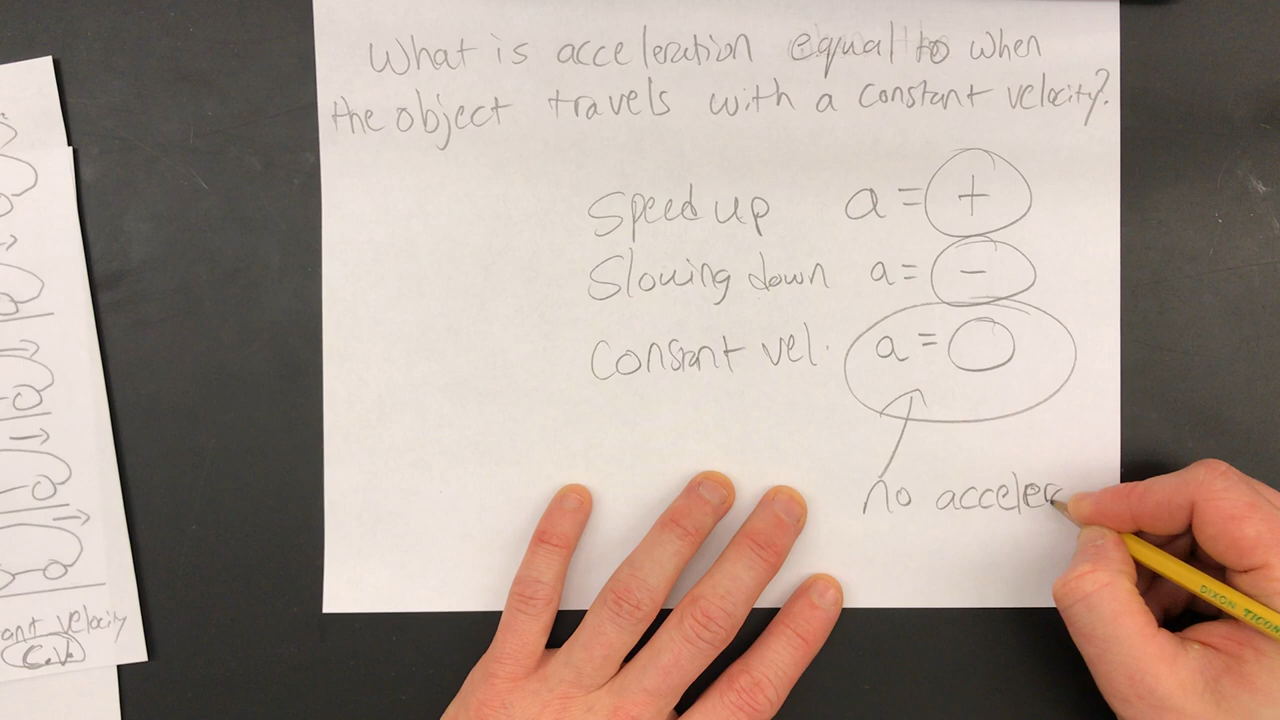 What is acceleration equal to when
the object travels with a constant velocity?
Speed up a = +
Slowing down a = -
Constant vel. a = 0
no acceler
ant velocity
C.V.
DIXON TICON